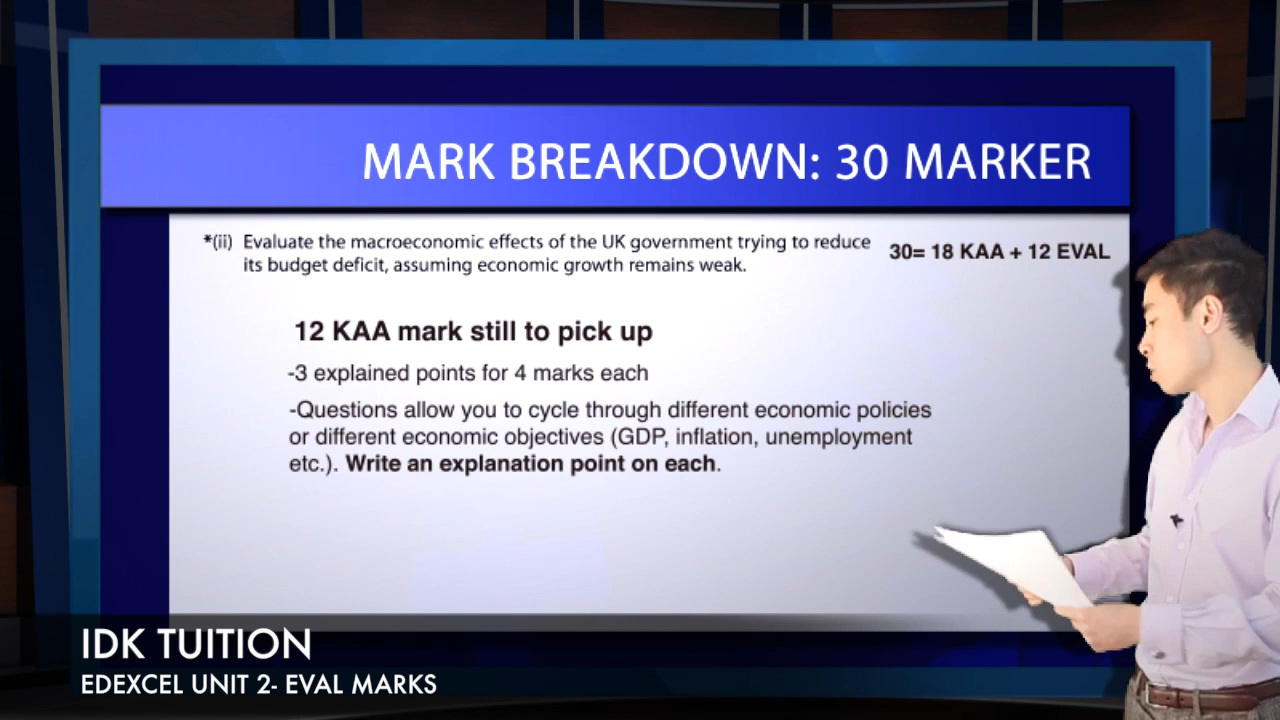 MARK BREAKDOWN: 30 MARKER
*(ii) Evaluate the macroeconomic effects of the UK government trying to reduce
its budget deficit, assuming economic growth remains weak.
30= 18 KAA + 12 EVAL
12 KAA mark still to pick up
-3 explained points for 4 marks each
-Questions allow you to cycle through different economic policies
or different economic objectives (GDP, inflation, unemployment
etc.). Write an explanation point on each.
IDK TUITION
EDEXCEL UNIT 2- EVAL MARKS